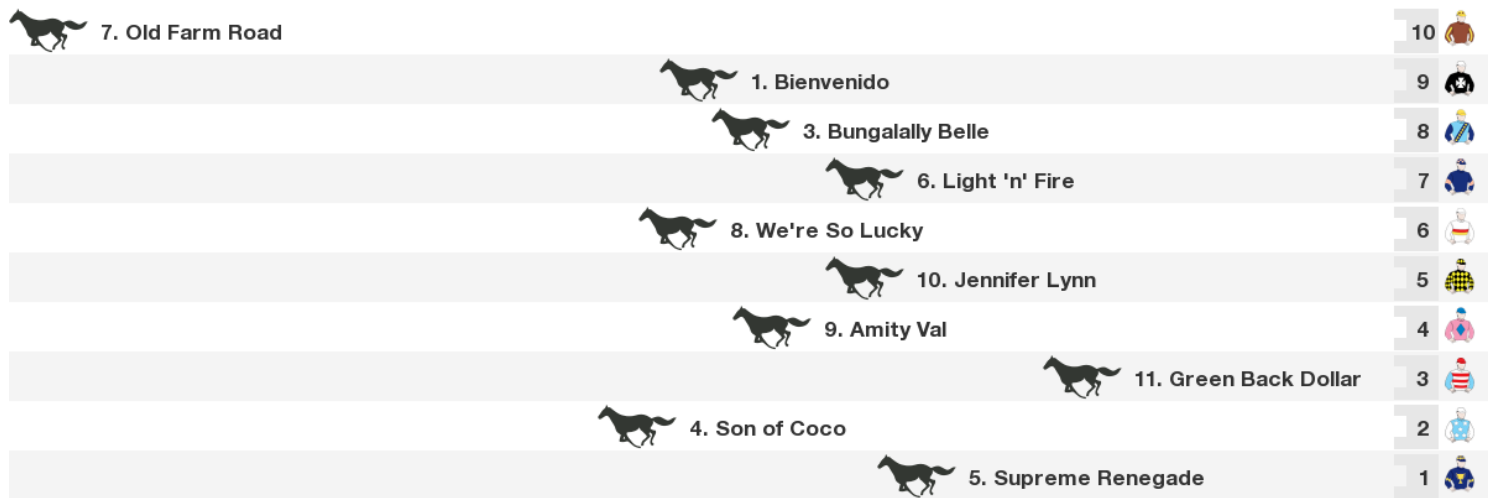 7. Old Farm Road 10
1. Bienvenido 9
3. Bungalally Belle 8
6. Light 'n' Fire 7
8. We're So Lucky 6
10. Jennifer Lynn 5
9. Amity Val 4
11. Green Back Dollar 3
4. Son of Coco 2
5. Supreme Renegade 1